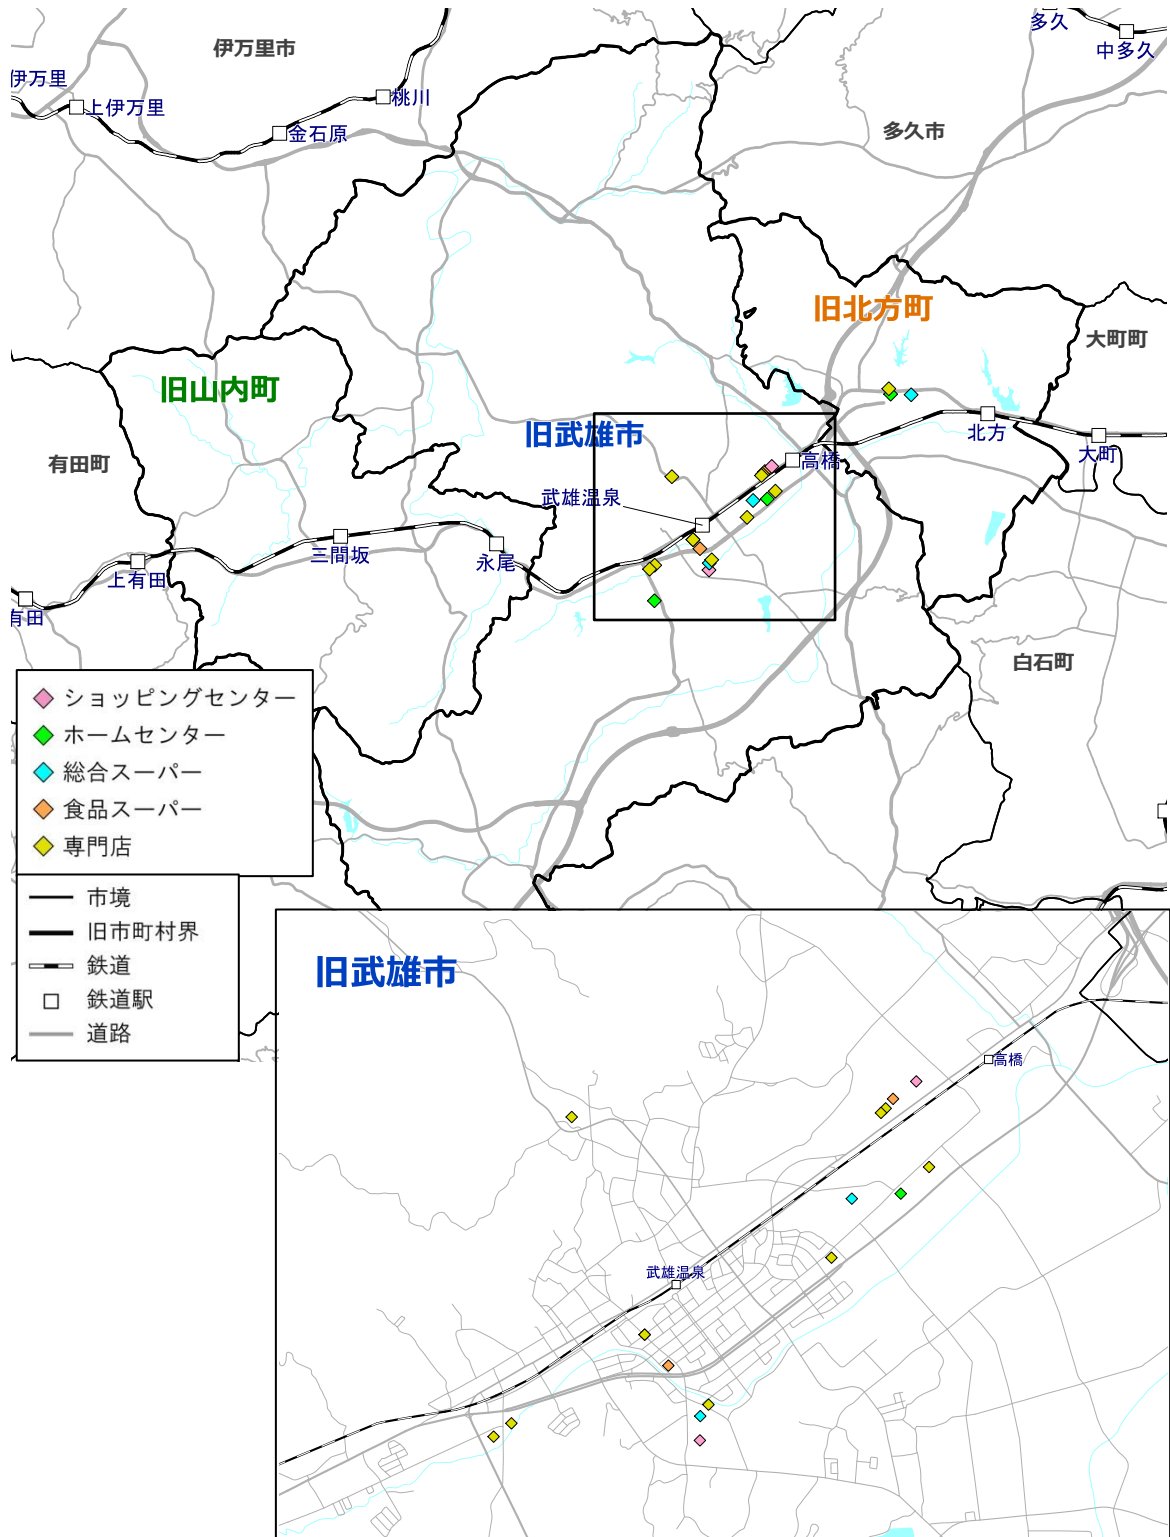 多久
中多久
伊万里市
伊万里
上伊万里
桃川
金石原
多久市
旧北方町
大町町
旧山内町
旧武雄市
有田町
北方
大町
高橋
武雄温泉
三間坂
永尾
上有田
有田
白石町
ショッピングセンター
ホームセンター
総合スーパー
食品スーパー
専門店
市境
旧市町村界
鉄道
鉄道駅
道路
旧武雄市
高橋
武雄温泉